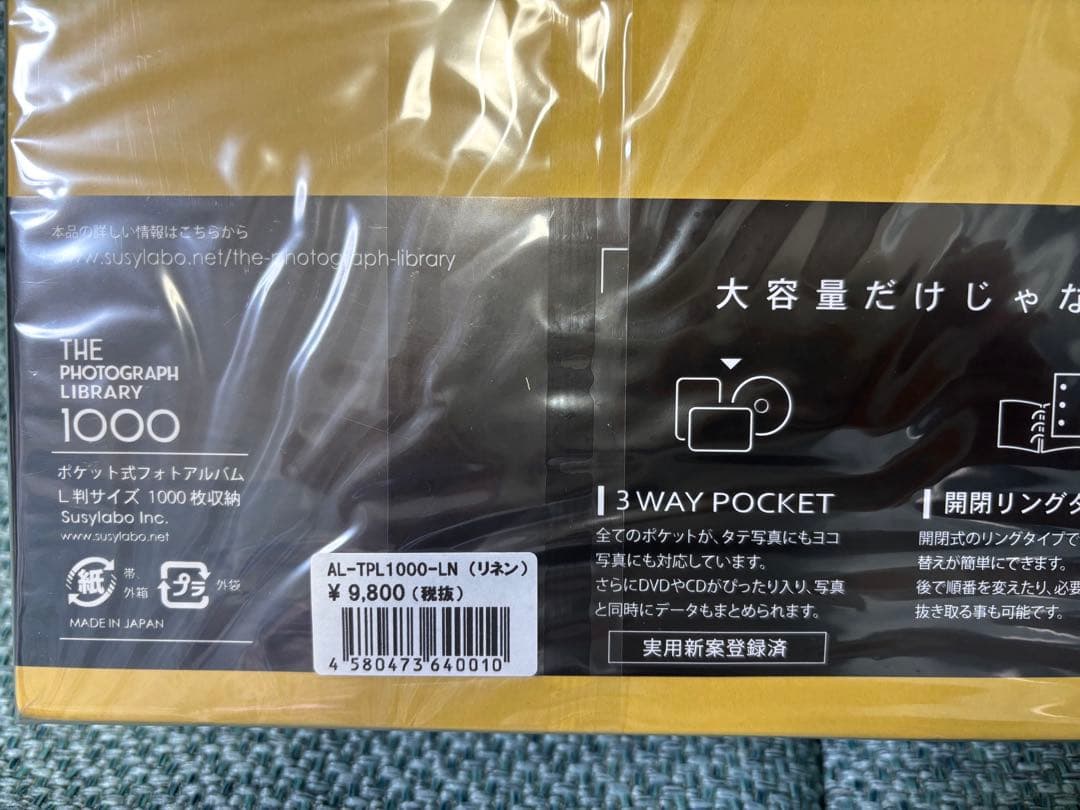 本品の詳しい情報はこちらから
www.susylabo.net/the-photograph-library
THE
PHOTOGRAPH
LIBRARY
1000
ポケット式フォトアルバム
L判サイズ 1000枚収納
Susylabo Inc.
www.susylabo.net
紙
帯、
外箱
プラ
外袋
MADE IN JAPAN
AL-TPL1000-LN (リネン)
¥ 9,800 (税抜)
4 580473 640010
大容量だけじゃな
3 WAY POCKET
全てのポケットが、タテ写真にもヨコ
写真にも対応しています。
さらにDVDやCDがぴったり入り、写真
と同時にデータもまとめられます。
実用新案登録済
開閉リングタ
開閉式のリングタイプで
替えが簡単にできます。
後で順番を変えたり、必要
抜き取る事も可能です。